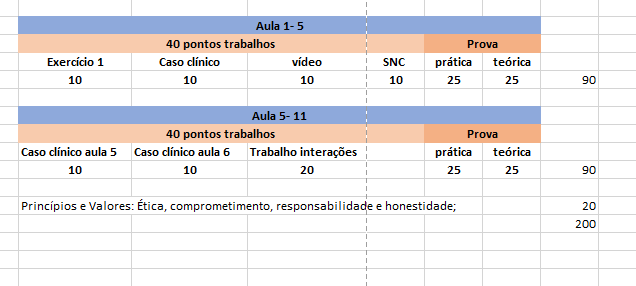 Aula 1- 5
40 pontos trabalhos Prova
Exercício 1 Caso clínico vídeo SNC prática teórica
10 10 10 10 25 25 90
Aula 5- 11
40 pontos trabalhos Prova
Caso clínico aula 5 Caso clínico aula 6 Trabalho interações prática teórica
10 10 20 25 25 90
Princípios e Valores: Ética, comprometimento, responsabilidade e honestidade; 20
200